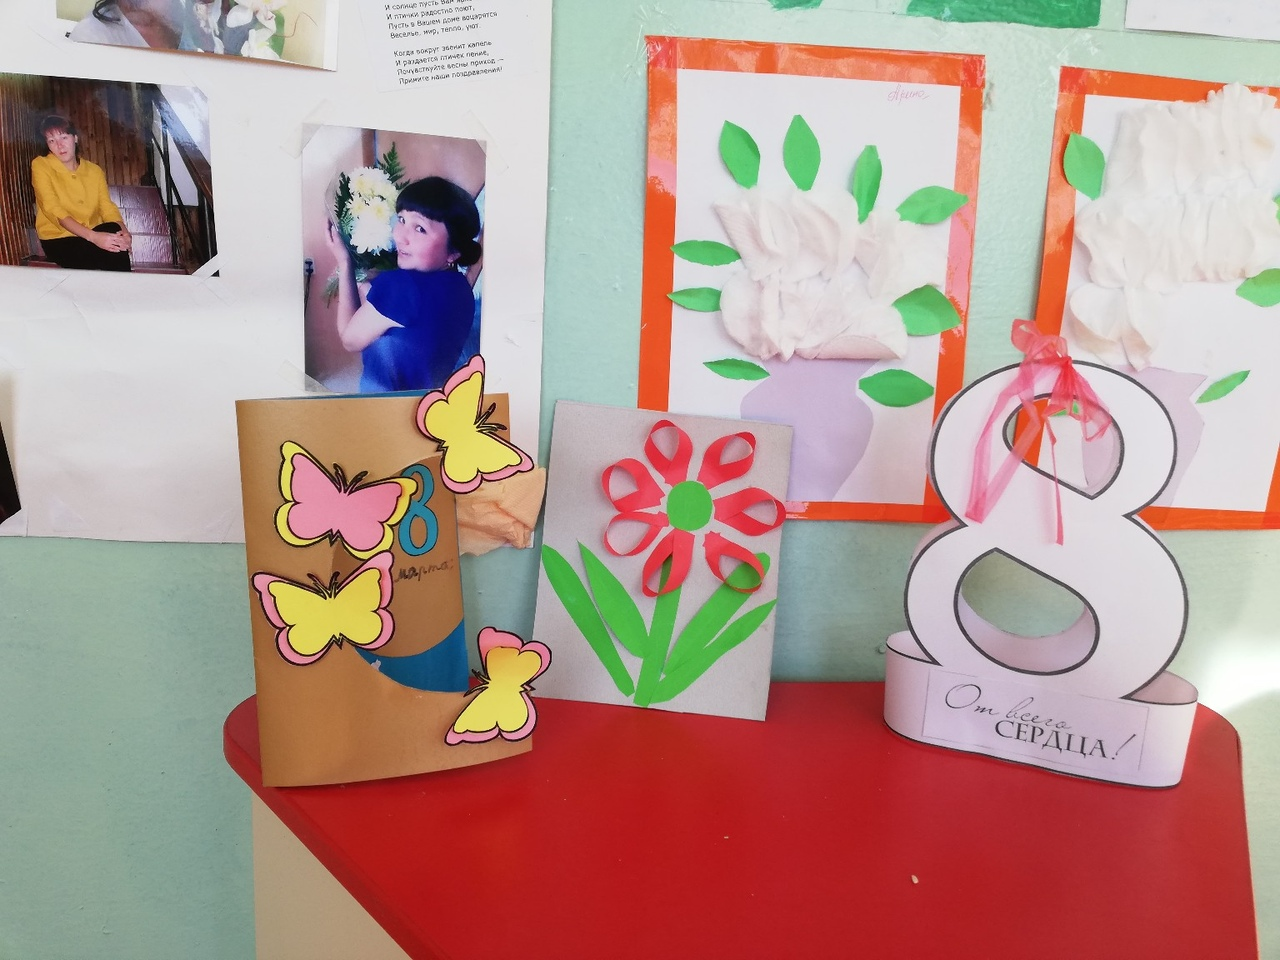 И солнце пусть Вам
И птички радостно поют,
Пусть в Вашем доме воцарятся
Веселье, мир, тепло, уют.
Когда вокруг звенит капель
И раздается птичек пение,
Почувствуйте весны приход —
Примите наши поздравления!
8
марта
8
От всего
СЕРДЦА!